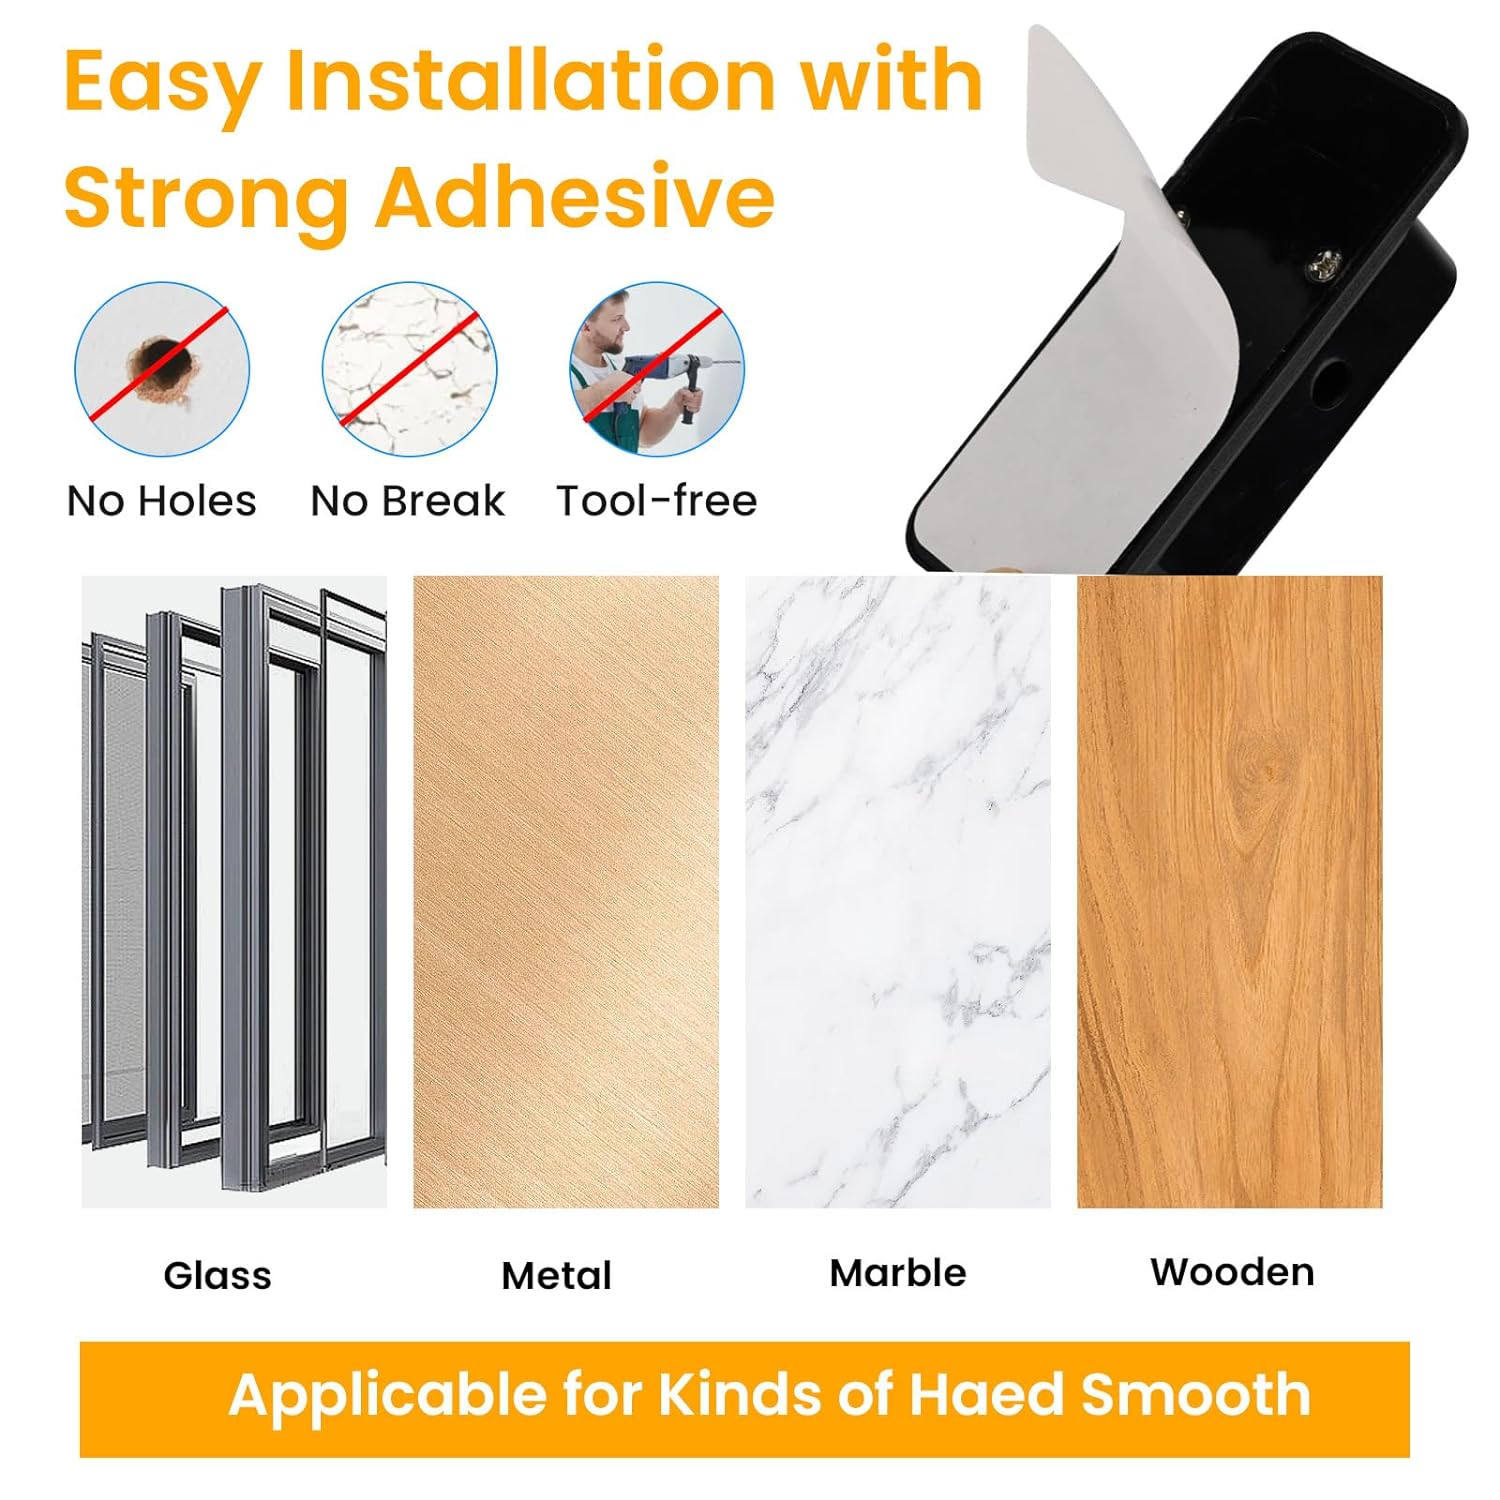 Easy Installation with
Strong Adhesive
No Holes
No Break
Tool-free
Glass
Metal
Marble
Wooden
Applicable for Kinds of Haed Smooth